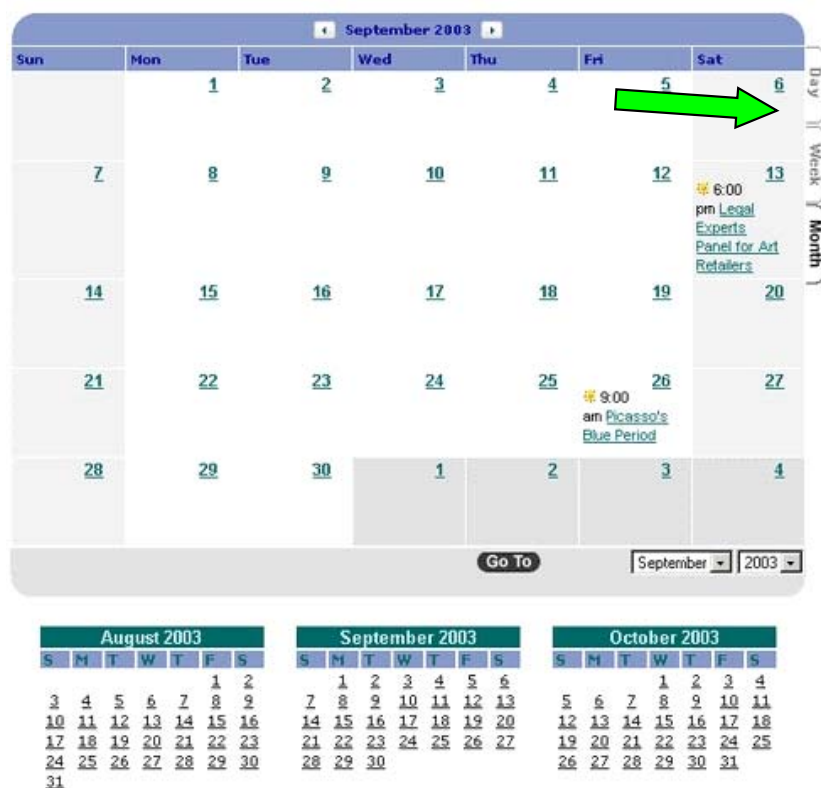 September 2003
Sun Mon Tue Wed Thu Fri Sat
1 2 3 4 5 6
7 8 9 10 11 12 13
6:00
pm Legal
Experts
Panel for Art
Retailers
14 15 16 17 18 19 20
21 22 23 24 25 26 27
9:00
am Picasso's
Blue Period
28 29 30 1 2 3 4
Day
Week
Month
Go To September 2003
August 2003
S M T W T F S
1 2
3 4 5 6 7 8 9
10 11 12 13 14 15 16
17 18 19 20 21 22 23
24 25 26 27 28 29 30
31
September 2003
S M T W T F S
1 2 3 4 5 6
7 8 9 10 11 12 13
14 15 16 17 18 19 20
21 22 23 24 25 26 27
28 29 30
October 2003
S M T W T F S
1 2 3 4
5 6 7 8 9 10 11
12 13 14 15 16 17 18
19 20 21 22 23 24 25
26 27 28 29 30 31